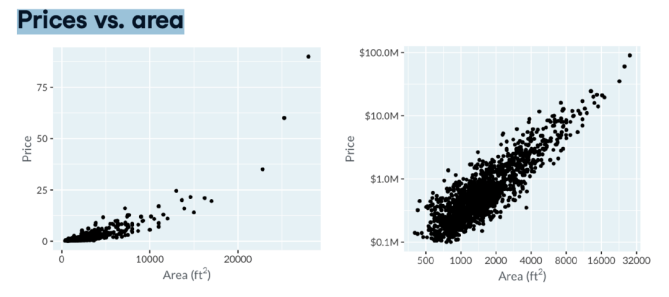 Prices vs. area
75
50
25
0
Price
0 10000 20000
Area (ft²)
$100.0M
$10.0M
$1.0M
$0.1M
Price
500 1000 2000 4000 8000 16000 32000
Area (ft²)